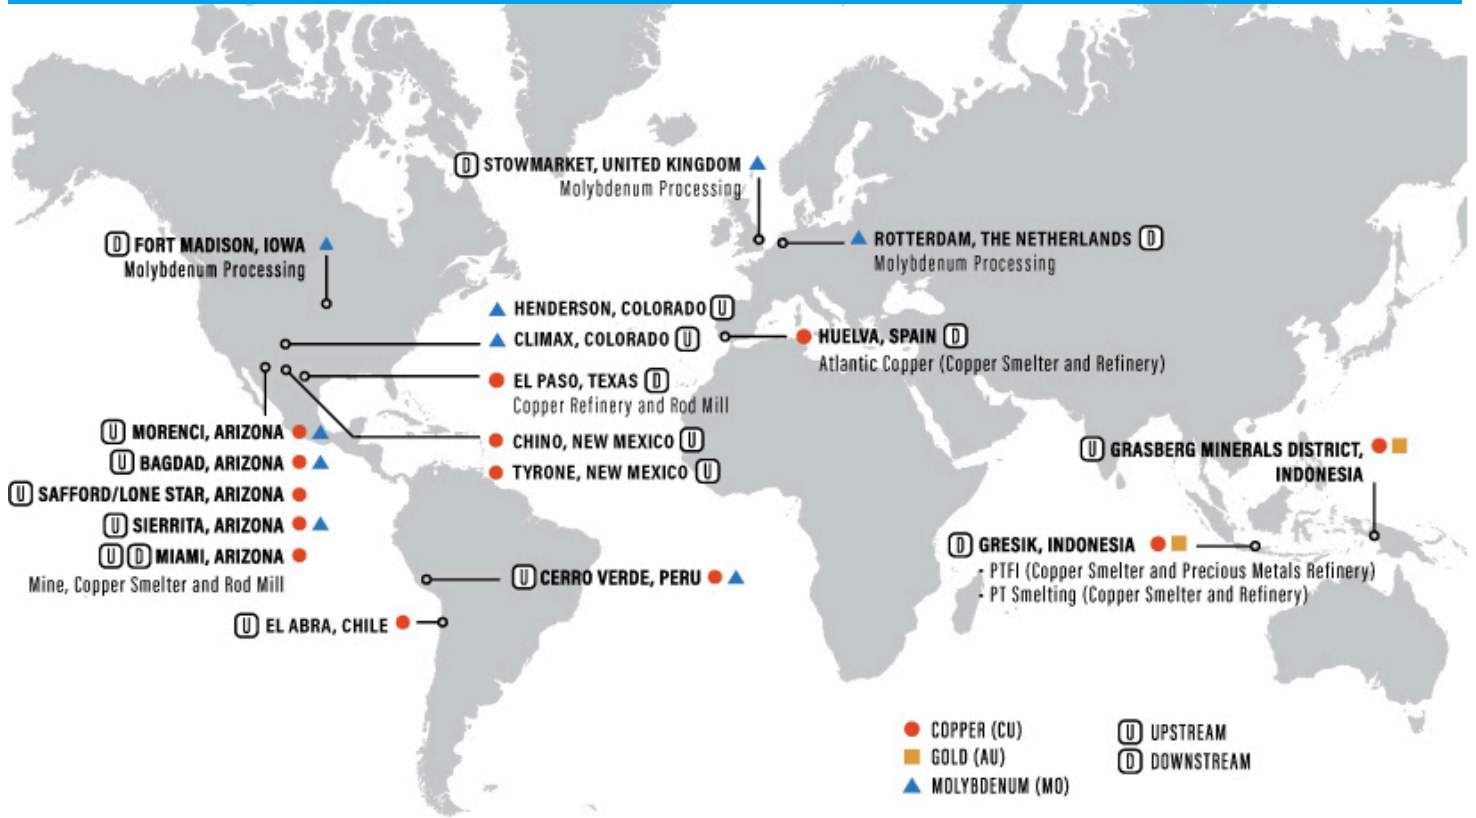 D STOWMARKET, UNITED KINGDOM
Molybdenum Processing
D FORT MADISON, IOWA
Molybdenum Processing
ROTTERDAM, THE NETHERLANDS D
Molybdenum Processing
HENDERSON, COLORADO U
CLIMAX, COLORADO U
HUELVA, SPAIN D
Atlantic Copper (Copper Smelter and Refinery)
EL PASO, TEXAS D
Copper Refinery and Rod Mill
CHINO, NEW MEXICO U
TYRONE, NEW MEXICO U
U MORENCI, ARIZONA
U BAGDAD, ARIZONA
U SAFFORD/LONE STAR, ARIZONA
U SIERRITA, ARIZONA
U D MIAMI, ARIZONA
Mine, Copper Smelter and Rod Mill
U GRASBERG MINERALS DISTRICT,
INDONESIA
D GRESIK, INDONESIA
- PTFI (Copper Smelter and Precious Metals Refinery)
- PT Smelting (Copper Smelter and Refinery)
U CERRO VERDE, PERU
U EL ABRA, CHILE
COPPER (CU)
GOLD (AU)
MOLYBDENUM (MO)
U UPSTREAM
D DOWNSTREAM